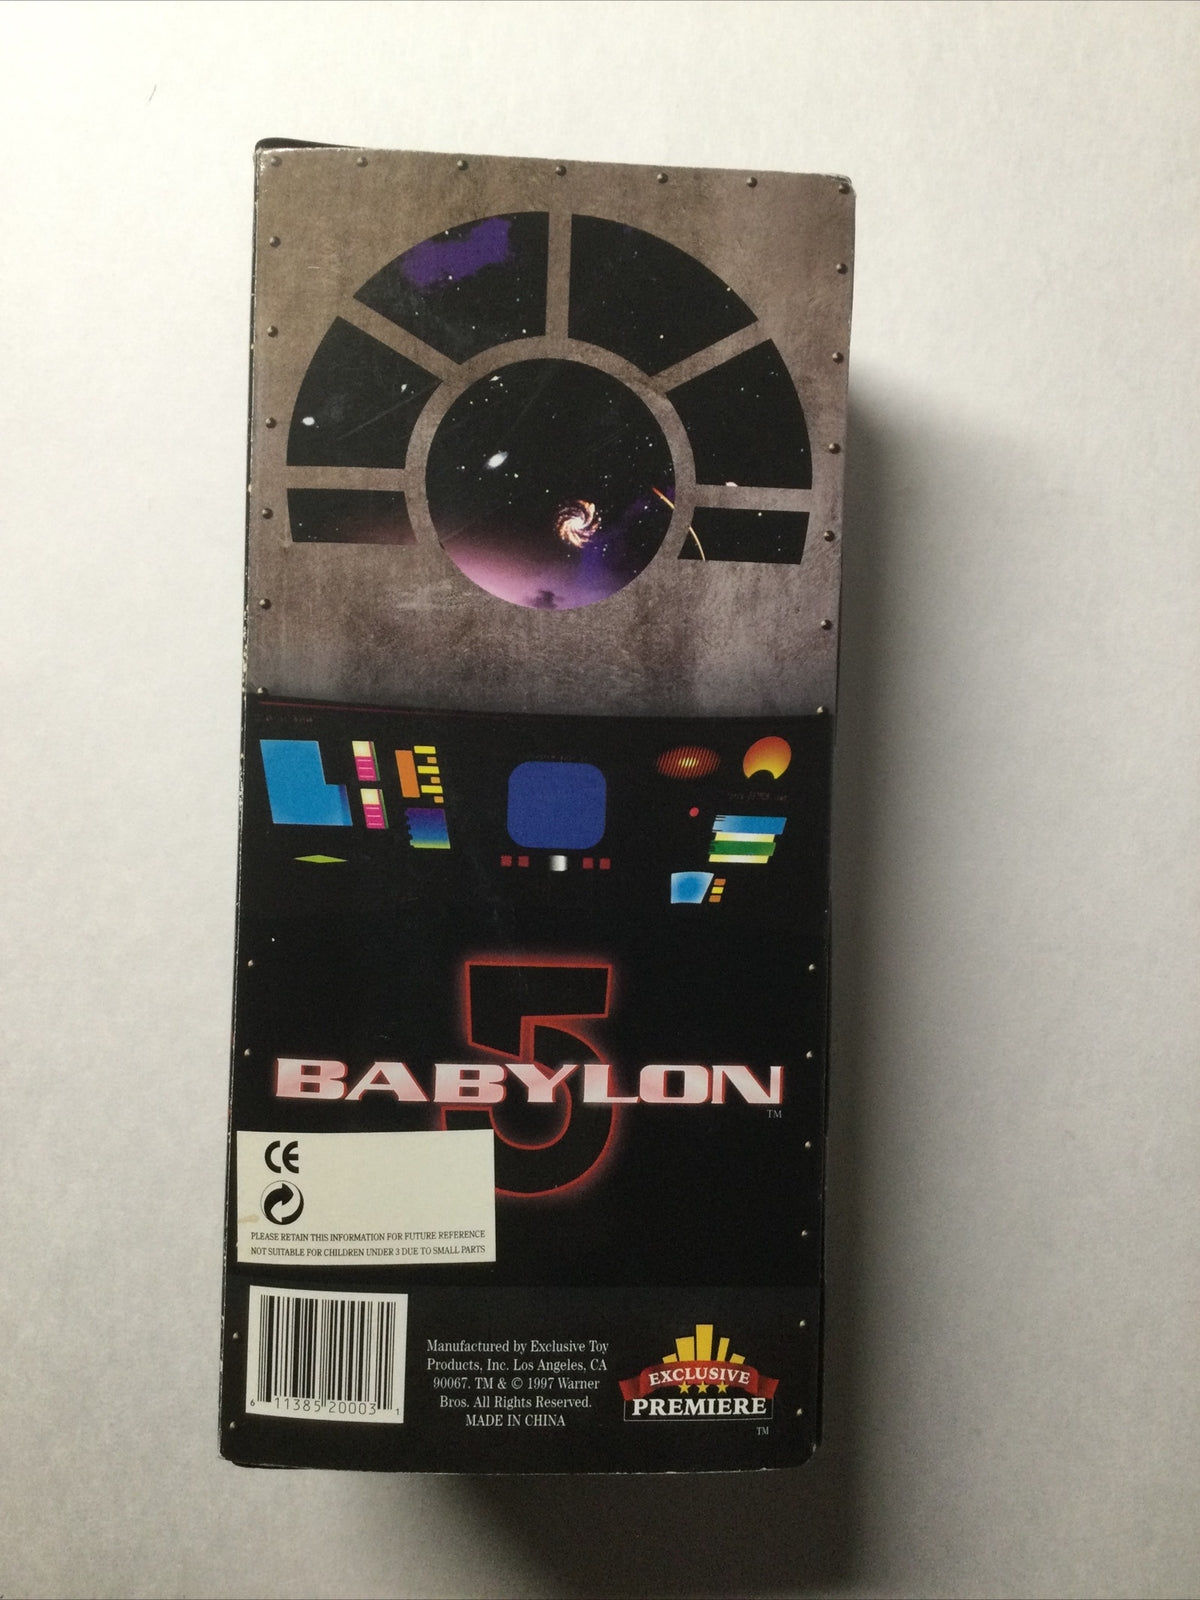 5
BABYLON
TM
CE
PLEASE RETAIN THIS INFORMATION FOR FUTURE REFERENCE
NOT SUITABLE FOR CHILDREN UNDER 3 DUE TO SMALL PARTS
6 11385 20003 1
Manufactured by Exclusive Toy
Products, Inc. Los Angeles, CA
90067. TM & © 1997 Warner
Bros. All Rights Reserved.
MADE IN CHINA
EXCLUSIVE
PREMIERE
TM